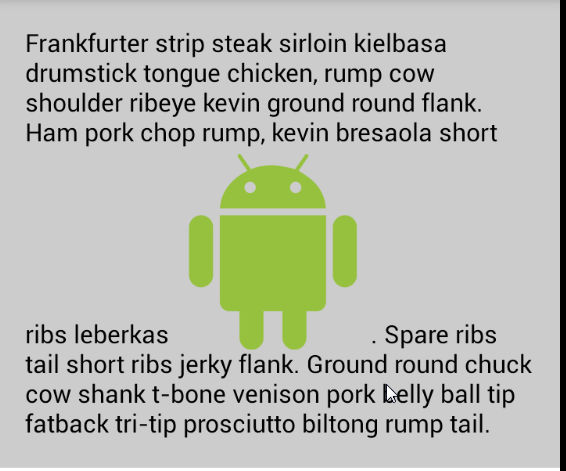 Frankfurter strip steak sirloin kielbasa
drumstick tongue chicken, rump cow
shoulder ribeye kevin ground round flank.
Ham pork chop rump, kevin bresaola short
ribs leberkas . Spare ribs
tail short ribs jerky flank. Ground round chuck
cow shank t-bone venison pork belly ball tip
fatback tri-tip prosciutto biltong rump tail.